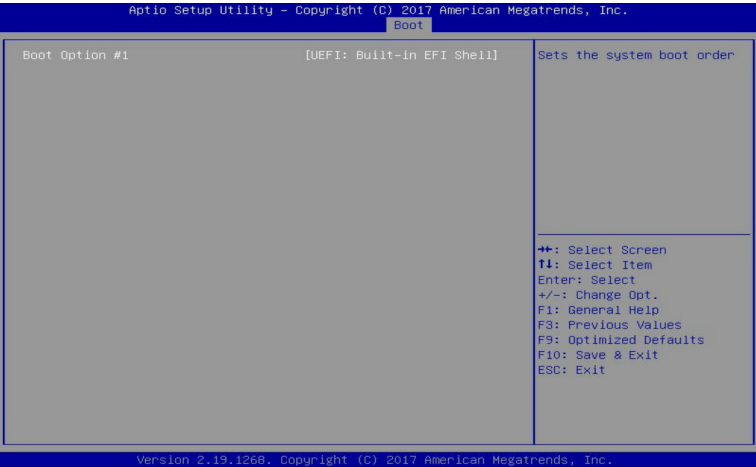 Aptio Setup Utility – Copyright (C) 2017 American Megatrends, Inc.
Boot
Boot Option #1 [UEFI: Built-in EFI Shell]
Sets the system boot order
→←: Select Screen
↑↓: Select Item
Enter: Select
+/-: Change Opt.
F1: General Help
F3: Previous Values
F9: Optimized Defaults
F10: Save & Exit
ESC: Exit
Version 2.19.1268. Copyright (C) 2017 American Megatrends, Inc.